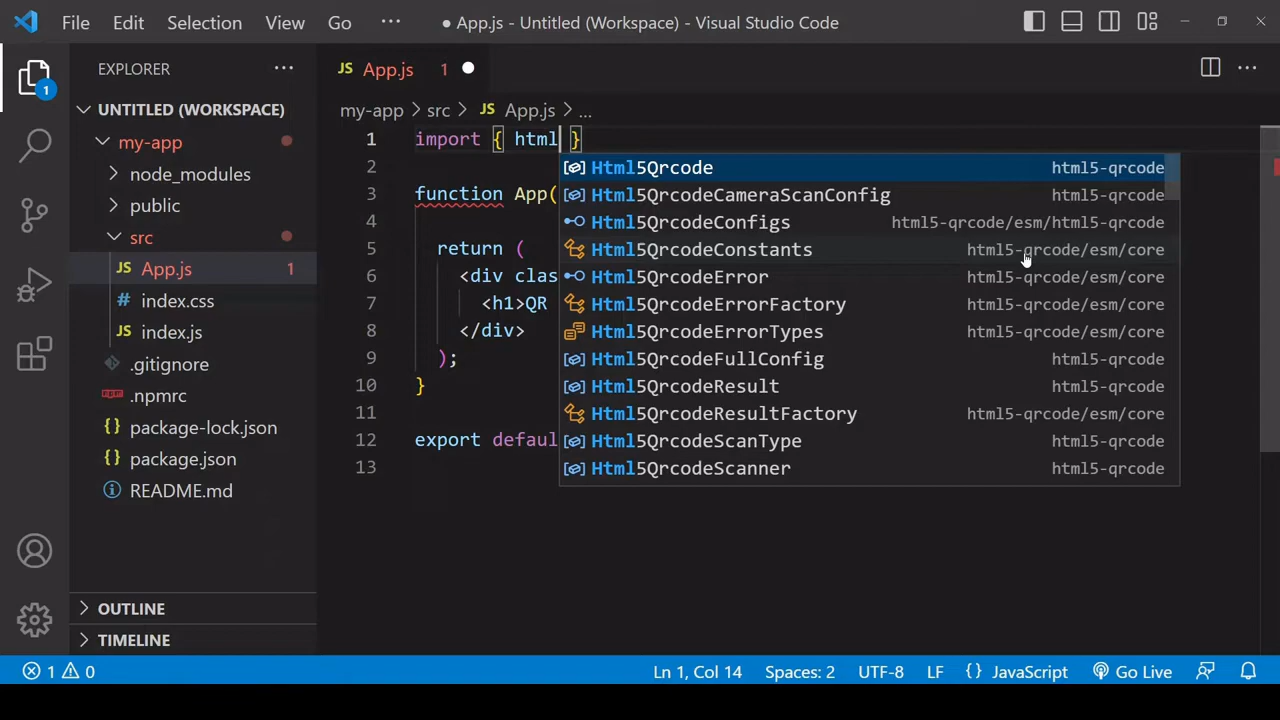 File Edit Selection View Go ··· ● App.js - Untitled (Workspace) - Visual Studio Code
EXPLORER ···
JS App.js 1 ●
···
1
UNTITLED (WORKSPACE)
my-app
node_modules
public
src
JS App.js 1
# index.css
JS index.js
.gitignore
.npmrc
{} package-lock.json
{} package.json
README.md
OUTLINE
TIMELINE
my-app > src > JS App.js > ...
1 import { html }
2
3 function App(
4
5 return (
6 <div clas
7 <h1>QR
8 </div>
9 );
10 }
11
12 export defaul
13
Html5Qrcode html5-qrcode
Html5QrcodeCameraScanConfig html5-qrcode
Html5QrcodeConfigs html5-qrcode/esm/html5-qrcode
Html5QrcodeConstants html5-qrcode/esm/core
Html5QrcodeError html5-qrcode/esm/core
Html5QrcodeErrorFactory html5-qrcode/esm/core
Html5QrcodeErrorTypes html5-qrcode/esm/core
Html5QrcodeFullConfig html5-qrcode
Html5QrcodeResult html5-qrcode
Html5QrcodeResultFactory html5-qrcode/esm/core
Html5QrcodeScanType html5-qrcode
Html5QrcodeScanner html5-qrcode
1 0 Ln 1, Col 14 Spaces: 2 UTF-8 LF {} JavaScript Go Live